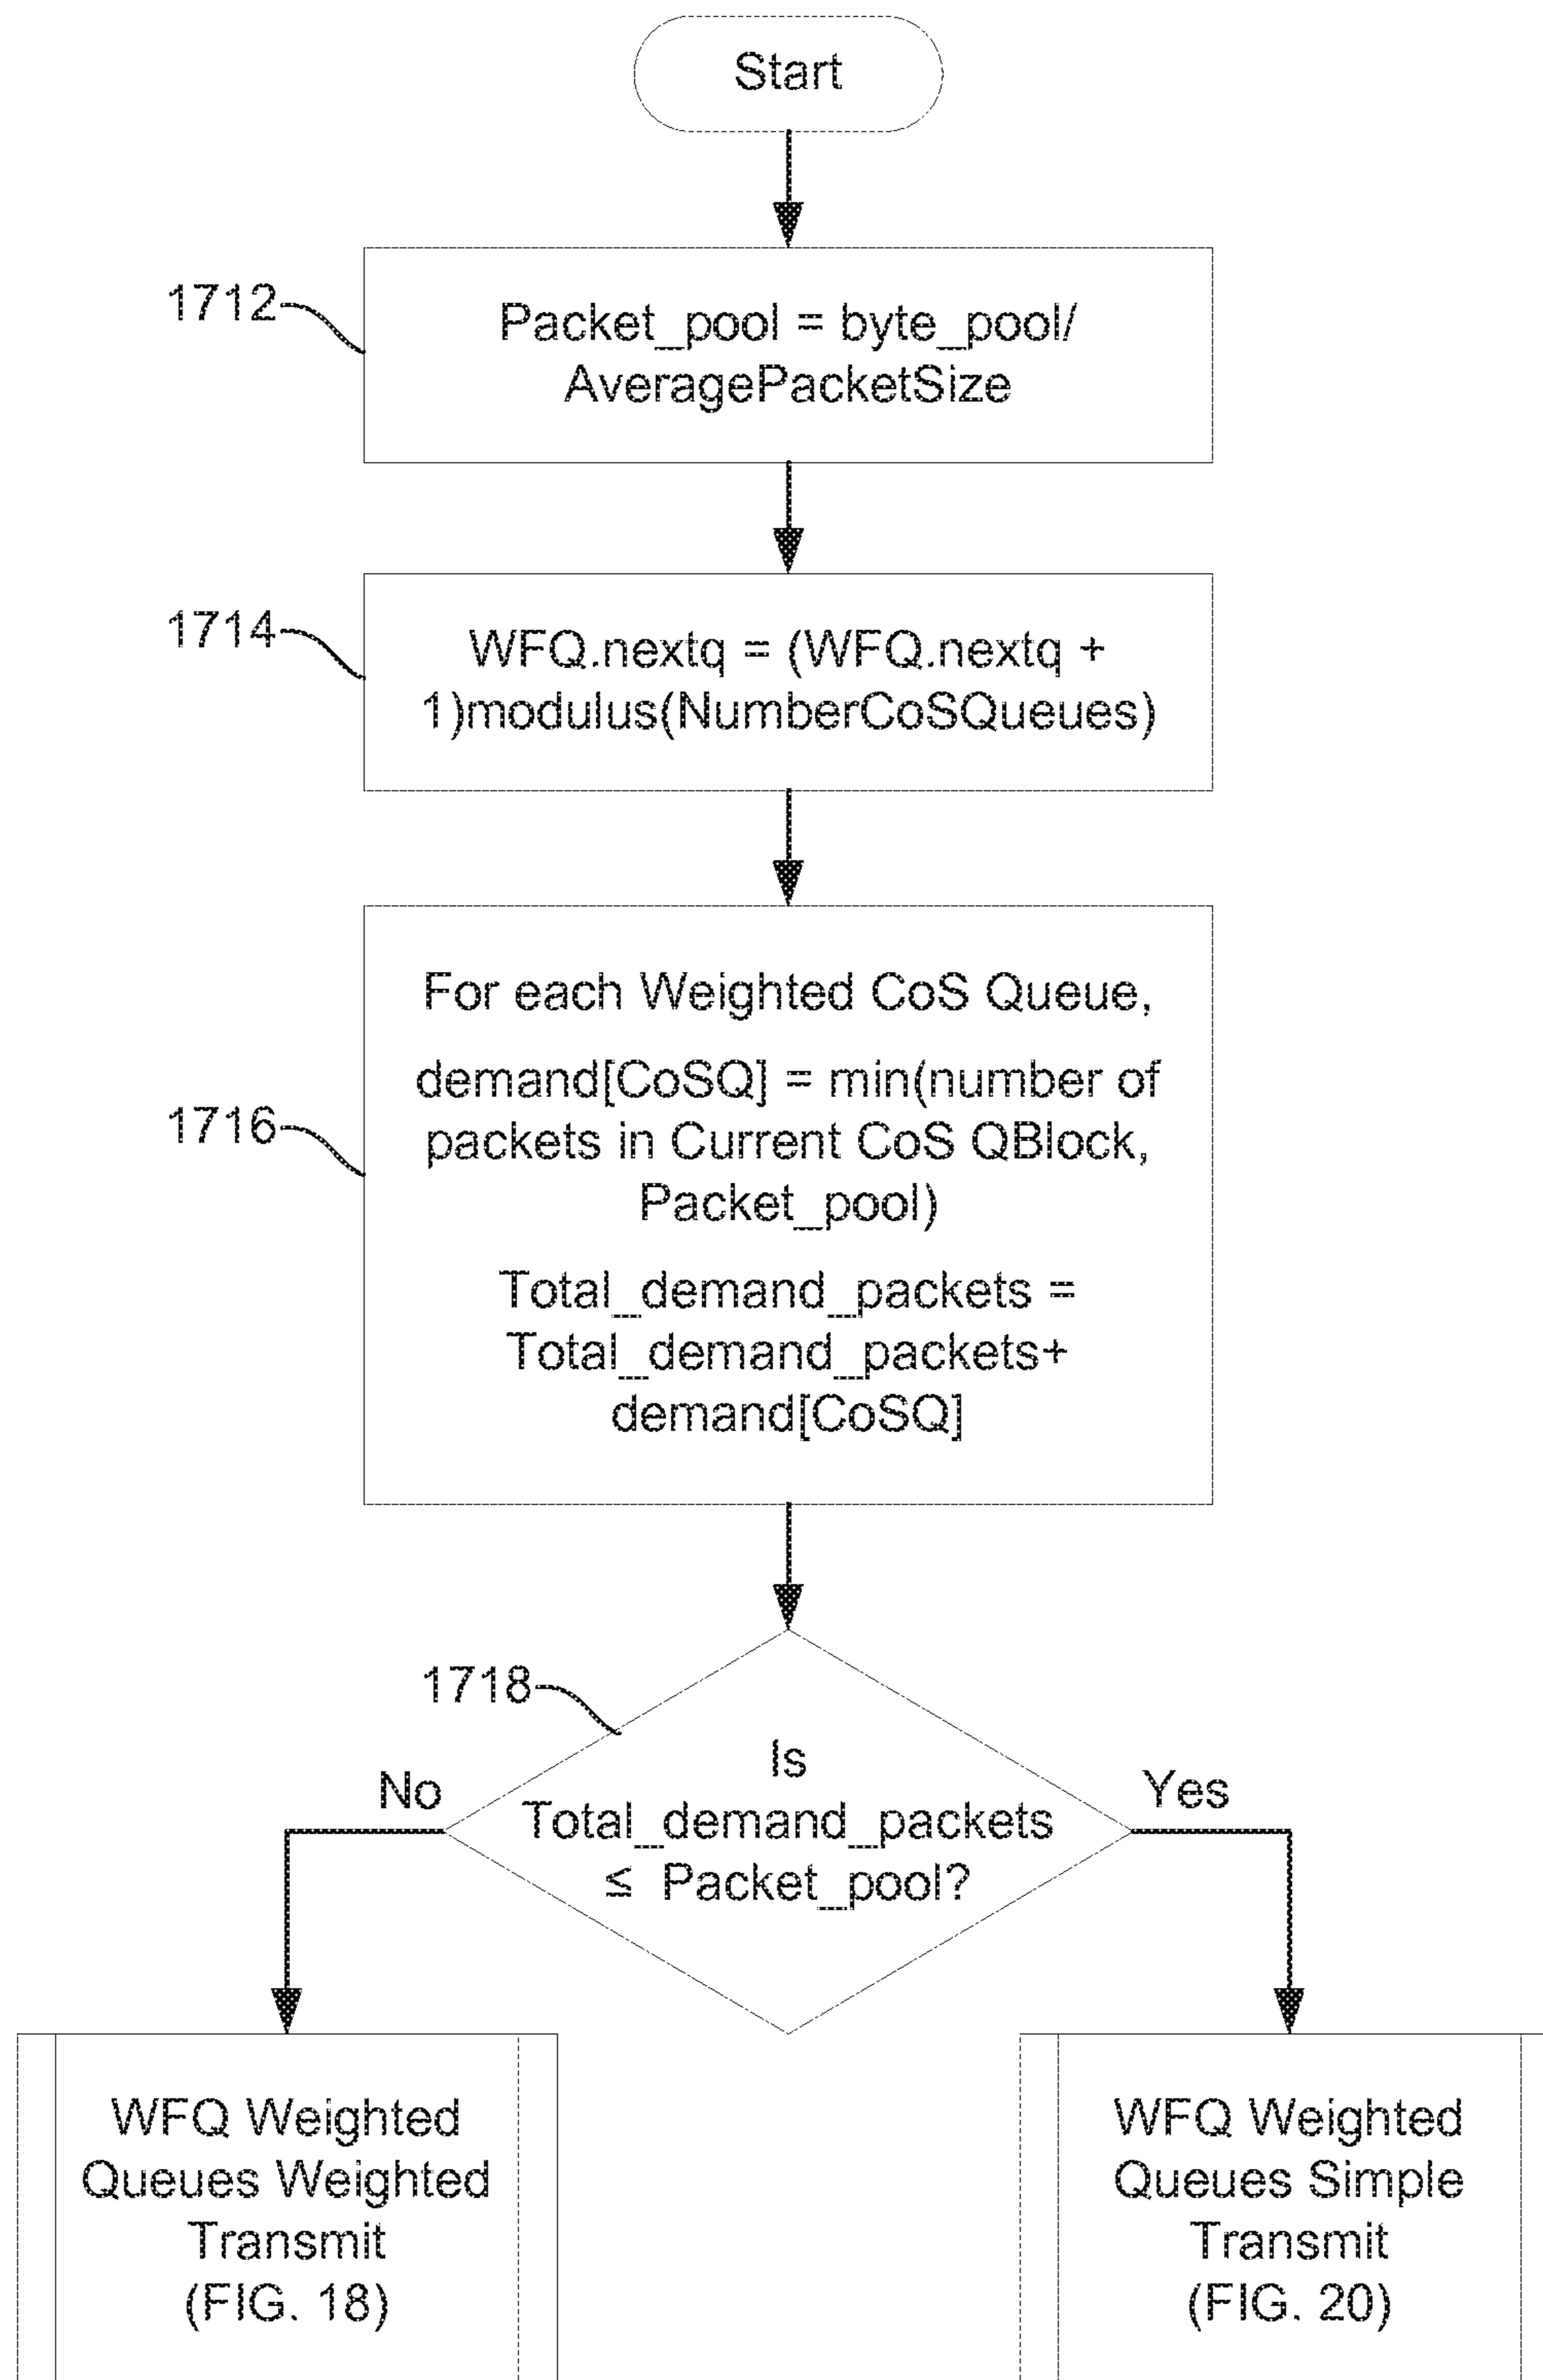 Start
1712
Packet_pool = byte_pool/
AveragePacketSize
1714
WFQ.nextq = (WFQ.nextq +
1)modulus(NumberCoSQueues)
For each Weighted CoS Queue,
demand[CoSQ] = min(number of
1716
packets in Current CoS QBlock,
Packet_pool)
Total_demand_packets =
Total_demand_packets+
demand[CoSQ]
1718
Is
No
Yes
Total_demand_packets
≤ Packet_pool?
WFQ Weighted
Queues Weighted
Transmit
(FIG. 18)
WFQ Weighted
Queues Simple
Transmit
(FIG. 20)